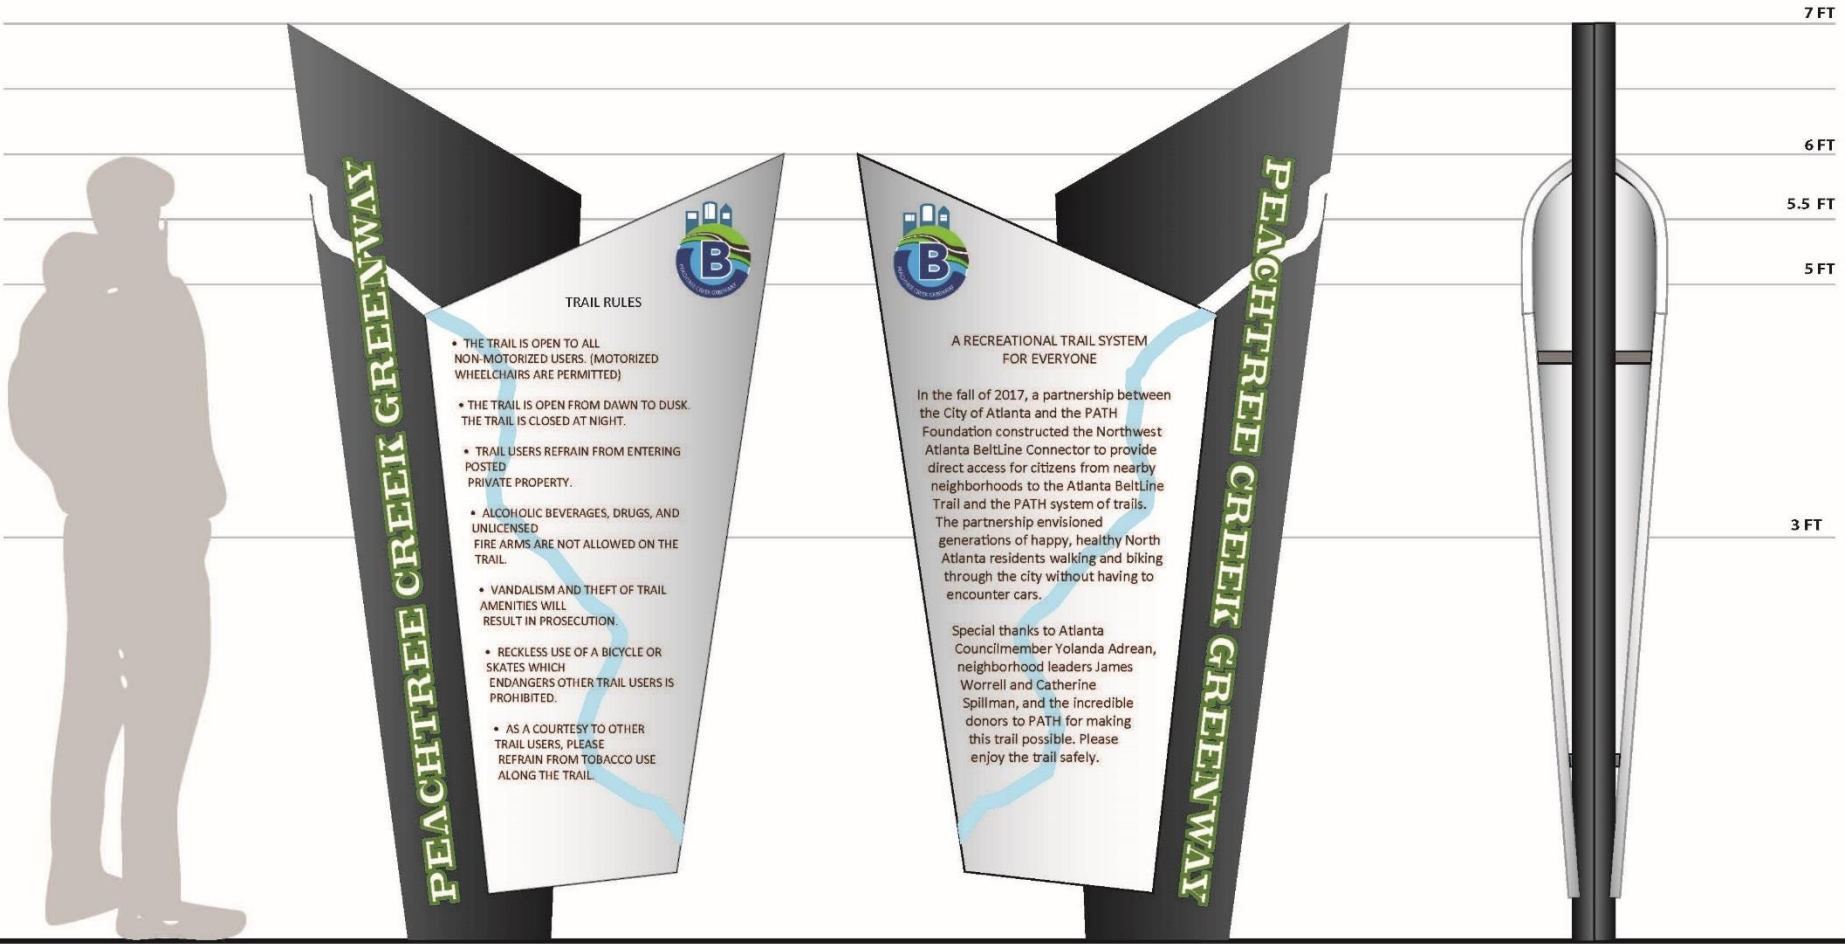 7 FT
6 FT
5.5 FT
5 FT
3 FT
PEACHTREE CREEK GREENWAY
B
PEACHTREE CREEK GREENWAY
TRAIL RULES
• THE TRAIL IS OPEN TO ALL
NON-MOTORIZED USERS. (MOTORIZED
WHEELCHAIRS ARE PERMITTED)
• THE TRAIL IS OPEN FROM DAWN TO DUSK.
THE TRAIL IS CLOSED AT NIGHT.
• TRAIL USERS REFRAIN FROM ENTERING
POSTED
PRIVATE PROPERTY.
• ALCOHOLIC BEVERAGES, DRUGS, AND
UNLICENSED
FIRE ARMS ARE NOT ALLOWED ON THE
TRAIL.
• VANDALISM AND THEFT OF TRAIL
AMENITIES WILL
RESULT IN PROSECUTION.
• RECKLESS USE OF A BICYCLE OR
SKATES WHICH
ENDANGERS OTHER TRAIL USERS IS
PROHIBITED.
• AS A COURTESY TO OTHER
TRAIL USERS, PLEASE
REFRAIN FROM TOBACCO USE
ALONG THE TRAIL.
B
PEACHTREE CREEK GREENWAY
A RECREATIONAL TRAIL SYSTEM
FOR EVERYONE
In the fall of 2017, a partnership between
the City of Atlanta and the PATH
Foundation constructed the Northwest
Atlanta BeltLine Connector to provide
direct access for citizens from nearby
neighborhoods to the Atlanta BeltLine
Trail and the PATH system of trails.
The partnership envisioned
generations of happy, healthy North
Atlanta residents walking and biking
through the city without having to
encounter cars.
Special thanks to Atlanta
Councilmember Yolanda Adrean,
neighborhood leaders James
Worrell and Catherine
Spillman, and the incredible
donors to PATH for making
this trail possible. Please
enjoy the trail safely.
PEACHTREE CREEK GREENWAY